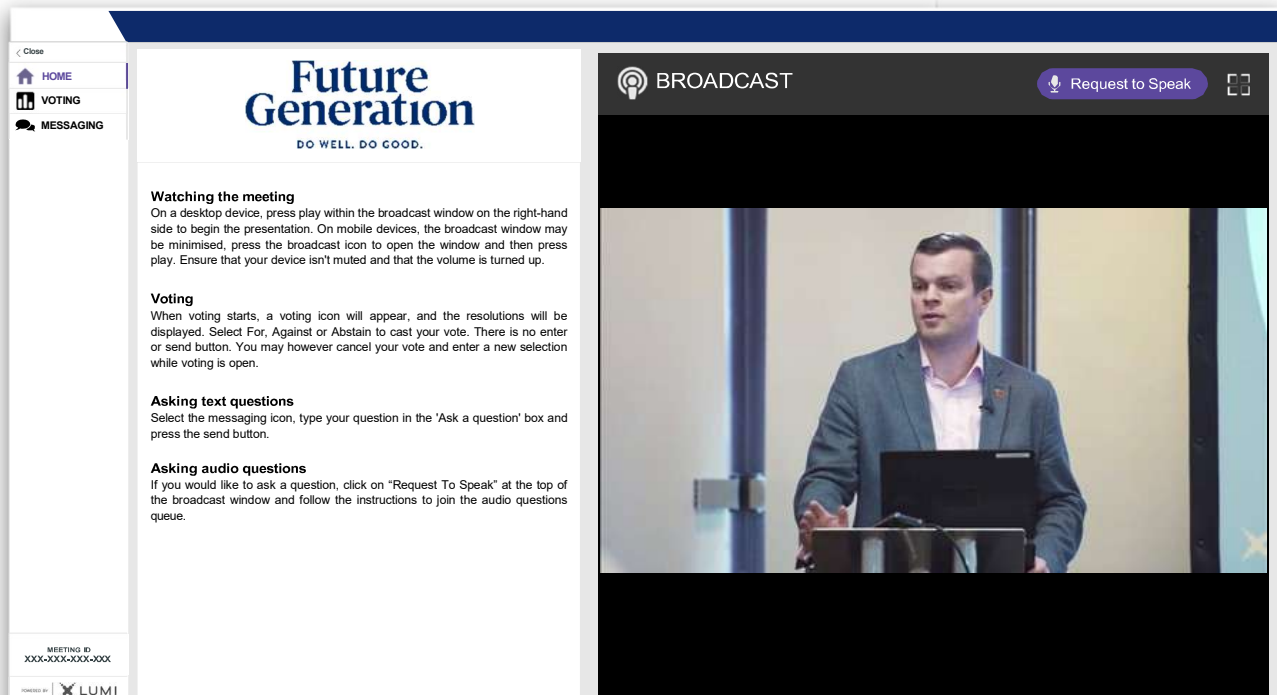 Close
HOME
VOTING
MESSAGING
Future
Generation
DO WELL. DO GOOD.
Watching the meeting
On a desktop device, press play within the broadcast window on the right-hand
side to begin the presentation. On mobile devices, the broadcast window may
be minimised, press the broadcast icon to open the window and then press
play. Ensure that your device isn't muted and that the volume is turned up.
Voting
When voting starts, a voting icon will appear, and the resolutions will be
displayed. Select For, Against or Abstain to cast your vote. There is no enter
or send button. You may however cancel your vote and enter a new selection
while voting is open.
Asking text questions
Select the messaging icon, type your question in the 'Ask a question' box and
press the send button.
Asking audio questions
If you would like to ask a question, click on “Request To Speak” at the top of
the broadcast window and follow the instructions to join the audio questions
queue.
BROADCAST
Request to Speak
MEETING ID
XXX-XXX-XXX-XXX
POWERED BY
LUMI